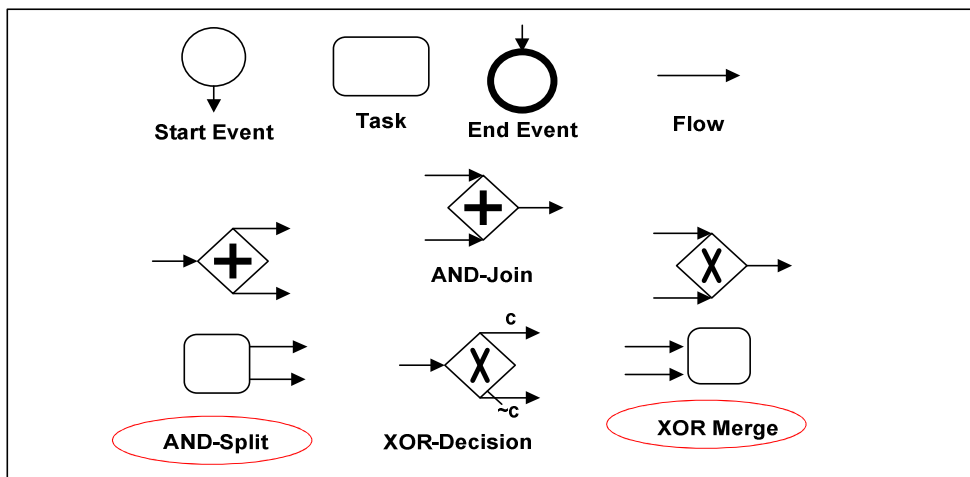 Start Event
Task
End Event
Flow
AND-Join
c
~c
AND-Split
XOR-Decision
XOR Merge